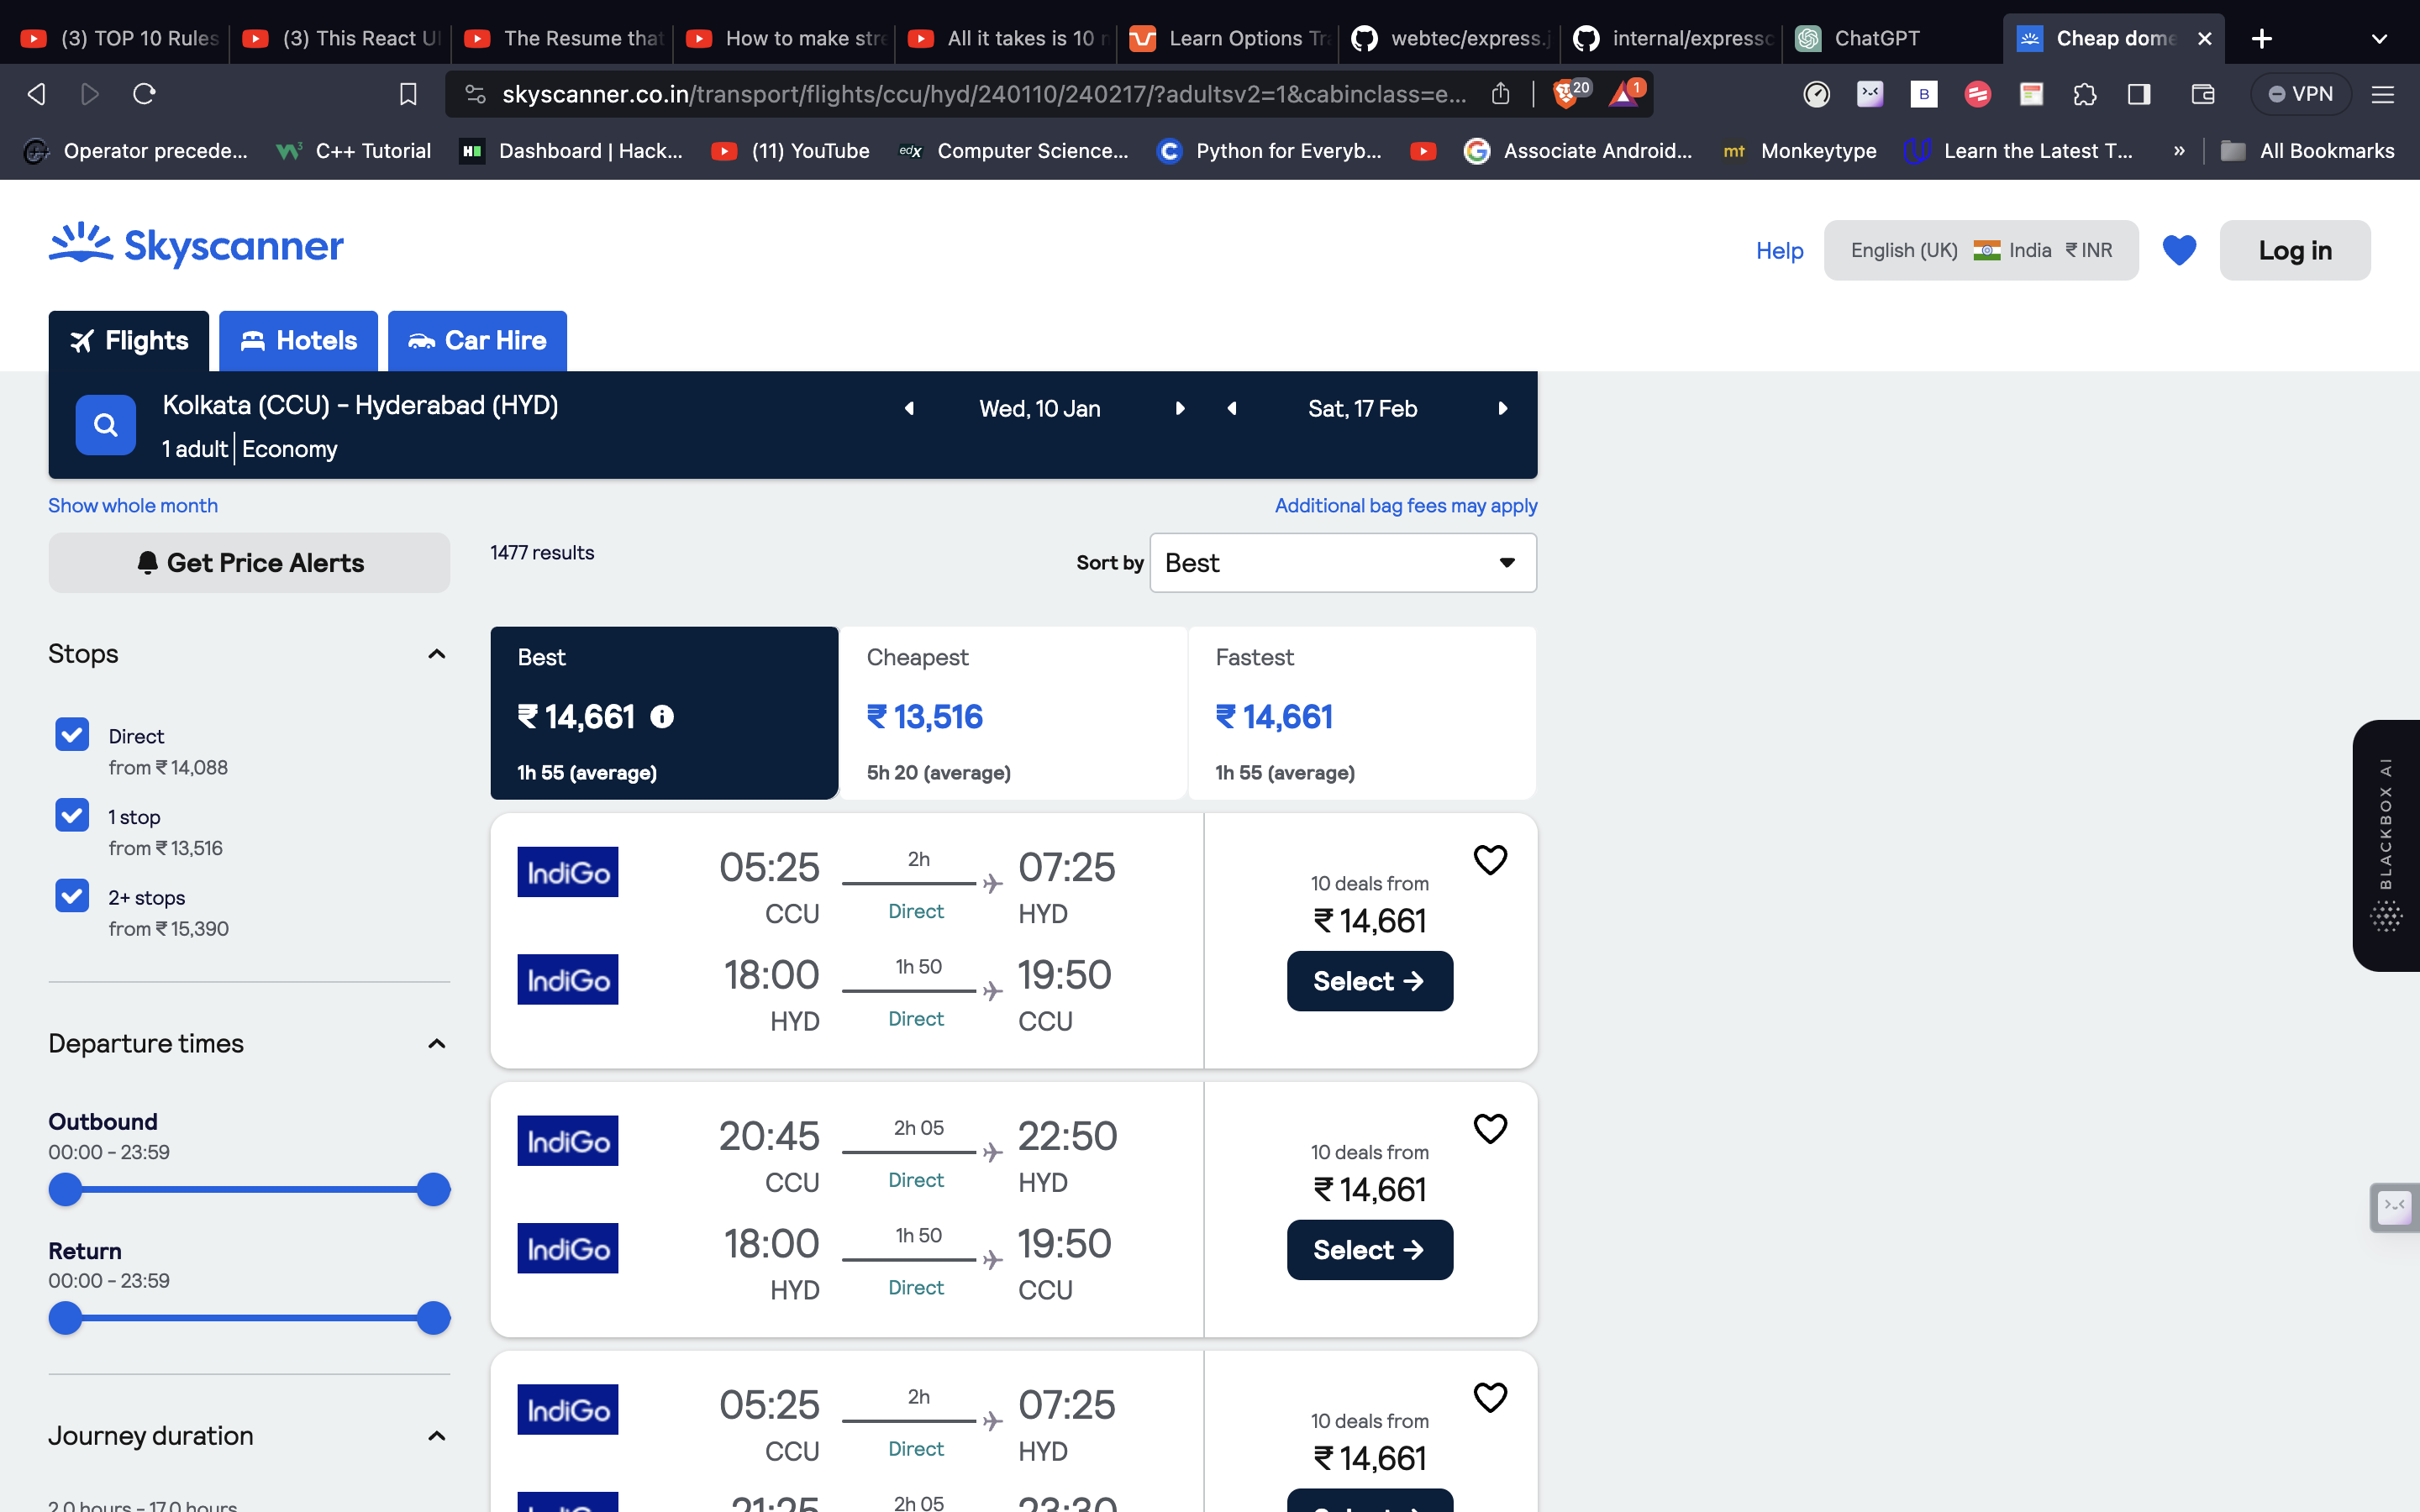 (3) TOP 10 Rules
(3) This React UI
The Resume that
How to make stre
All it takes is 10 m
Learn Options Tra
webtec/express.j
internal/expressc
ChatGPT
Cheap dome
skyscanner.co.in/transport/flights/ccu/hyd/240110/240217/?adultsv2=1&cabinclass=e...
20
1
B
VPN
Operator precede...
C++ Tutorial
Dashboard | Hack...
(11) YouTube
edX
Computer Science...
Python for Everyb...
Associate Android...
mt
Monkeytype
Learn the Latest T...
»
All Bookmarks
Skyscanner
Help
English (UK) India ₹ INR
Log in
Flights
Hotels
Car Hire
Kolkata (CCU) – Hyderabad (HYD)
1 adult | Economy
Wed, 10 Jan
Sat, 17 Feb
Show whole month
Additional bag fees may apply
Get Price Alerts
1477 results
Sort by
Best
Stops
Direct
from ₹ 14,088
1 stop
from ₹ 13,516
2+ stops
from ₹ 15,390
Departure times
Outbound
00:00 – 23:59
Return
00:00 – 23:59
Journey duration
2.0 hours – 17.0 hours
Best
₹ 14,661
1h 55 (average)
Cheapest
₹ 13,516
5h 20 (average)
Fastest
₹ 14,661
1h 55 (average)
IndiGo
05:25
CCU
2h
Direct
07:25
HYD
IndiGo
18:00
HYD
1h 50
Direct
19:50
CCU
10 deals from
₹ 14,661
Select →
IndiGo
20:45
CCU
2h 05
Direct
22:50
HYD
IndiGo
18:00
HYD
1h 50
Direct
19:50
CCU
10 deals from
₹ 14,661
Select →
IndiGo
05:25
CCU
2h
Direct
07:25
HYD
IndiGo
21:25
2h 05
23:30
10 deals from
₹ 14,661
Select →
BLACKBOX AI